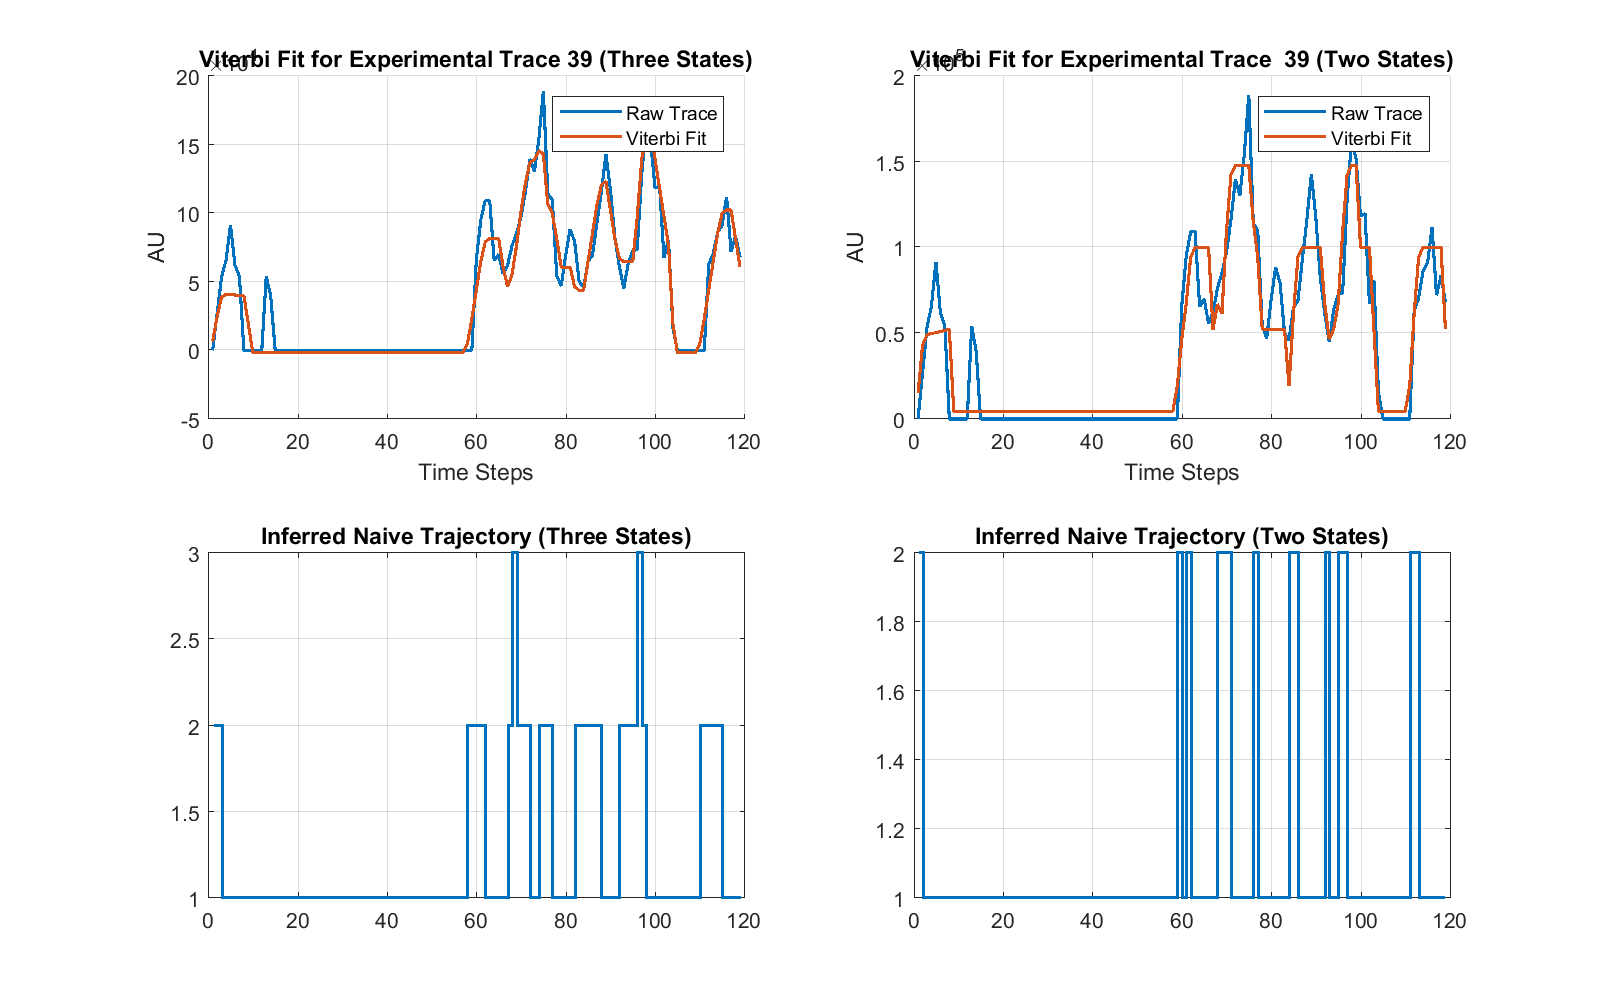 Viterbi Fit for Experimental Trace 39 (Three States)
20
15
10
5
0
-5
AU
Raw Trace
Viterbi Fit
0 20 40 60 80 100 120
Time Steps
Viterbi Fit for Experimental Trace 39 (Two States)
2
1.5
1
0.5
0
AU
Raw Trace
Viterbi Fit
0 20 40 60 80 100 120
Time Steps
Inferred Naive Trajectory (Three States)
3
2.5
2
1.5
1
0 20 40 60 80 100 120
Inferred Naive Trajectory (Two States)
2
1.8
1.6
1.4
1.2
1
0 20 40 60 80 100 120